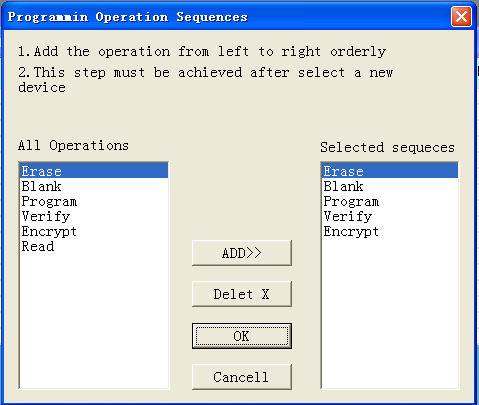 Programmin Operation Sequences
1.Add the operation from left to right orderly
2.This step must be achieved after select a new
device
All Operations
Selected sequeces
Erase
Blank
Program
Verify
Encrypt
Read
Erase
Blank
Program
Verify
Encrypt
ADD>>
Delet X
OK
Cancell